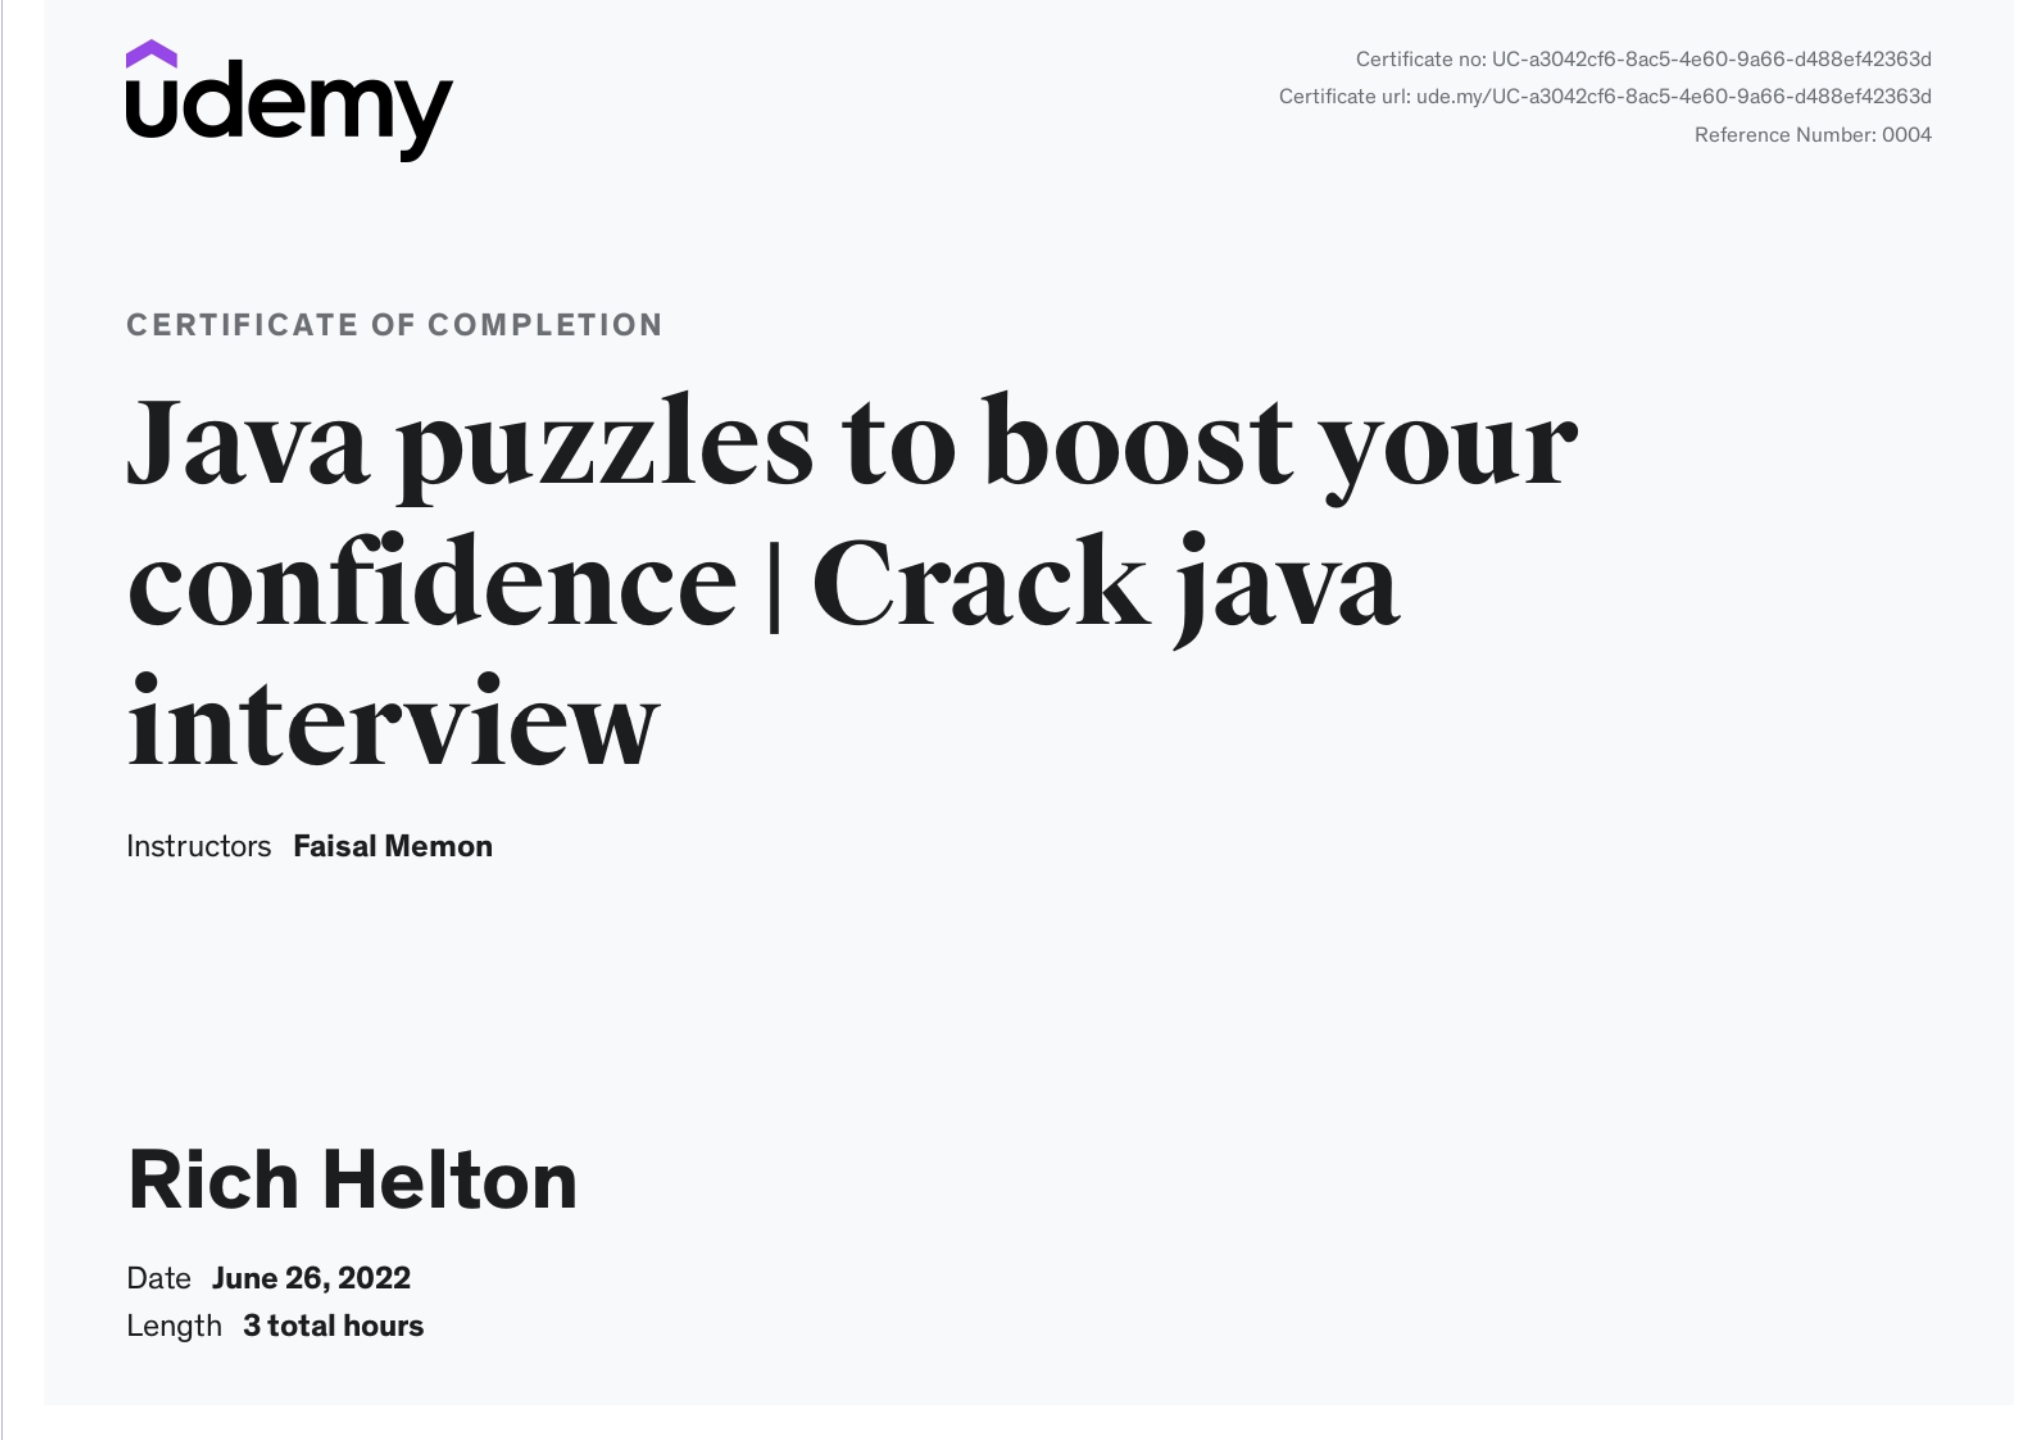 udemy
Certificate no: UC-a3042cf6-8ac5-4e60-9a66-d488ef42363d
Certificate url: ude.my/UC-a3042cf6-8ac5-4e60-9a66-d488ef42363d
Reference Number: 0004
CERTIFICATE OF COMPLETION
Java puzzles to boost your
confidence | Crack java
interview
Instructors Faisal Memon
Rich Helton
Date June 26, 2022
Length 3 total hours